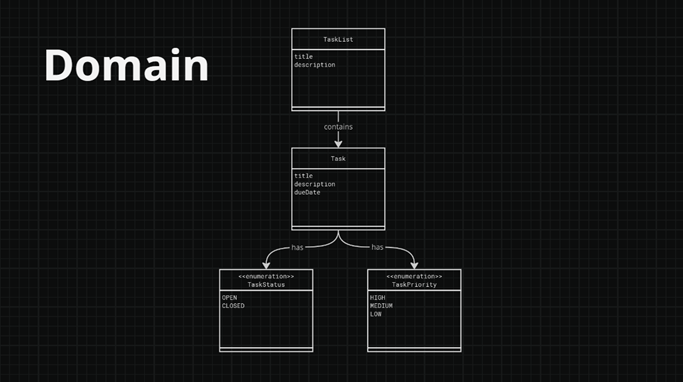 Domain
TaskList
title
description
contains
Task
title
description
dueDate
has
has
<<enumeration>>
TaskStatus
OPEN
CLOSED
<<enumeration>>
TaskPriority
HIGH
MEDIUM
LOW